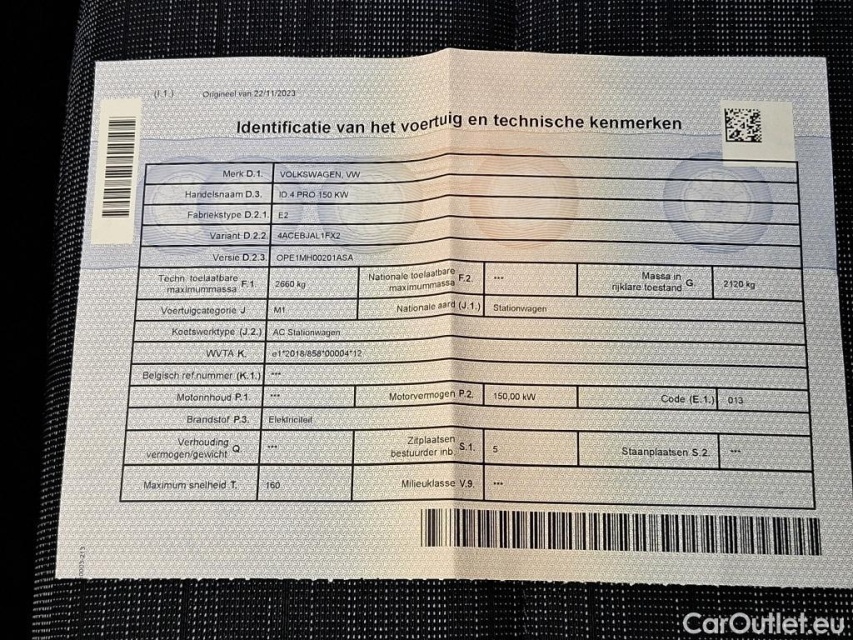 (I.1.) Origineel van 22/11/2023
Identificatie van het voertuig en technische kenmerken
Merk D.1. VOLKSWAGEN, VW
Handelsnaam D.3. ID.4 PRO 150 KW
Fabriekstype D.2.1. E2
Variant D.2.2. 4ACEBJAL1FX2
Versie D.2.3. OPE1MH00201ASA
Techn. toelaatbare maximummassa F.1. 2660 kg Nationale toelaatbare maximummassa F.2. --- Massa in rijklare toestand G. 2120 kg
Voertuigcategorie J. M1 Nationale aard (J.1.) Stationwagen
Koetswerktype (J.2.) AC Stationwagen
WVTA K. e1*2018/858*00004*12
Belgisch ref.nummer (K.1.) ---
Motorinhoud P.1. --- Motorvermogen P.2. 150,00 kW Code (E.1.) 013
Brandstof P.3. Elektriciteit
Verhouding vermogen/gewicht Q. --- Zitplaatsen bestuurder inb. S.1. 5 Staanplaatsen S.2. ---
Maximum snelheid T. 160 Milieuklasse V.9. ---
CarOutlet.eu